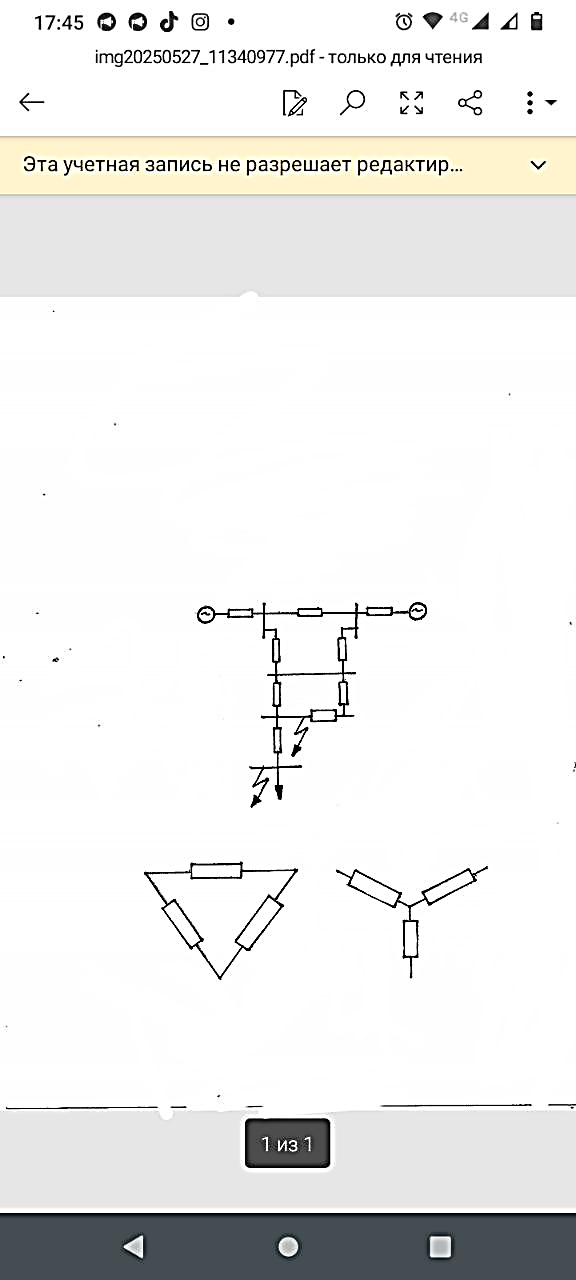 17:45
4G
img20250527_11340977.pdf - только для чтения
Эта учетная запись не разрешает редактир...
1 из 1